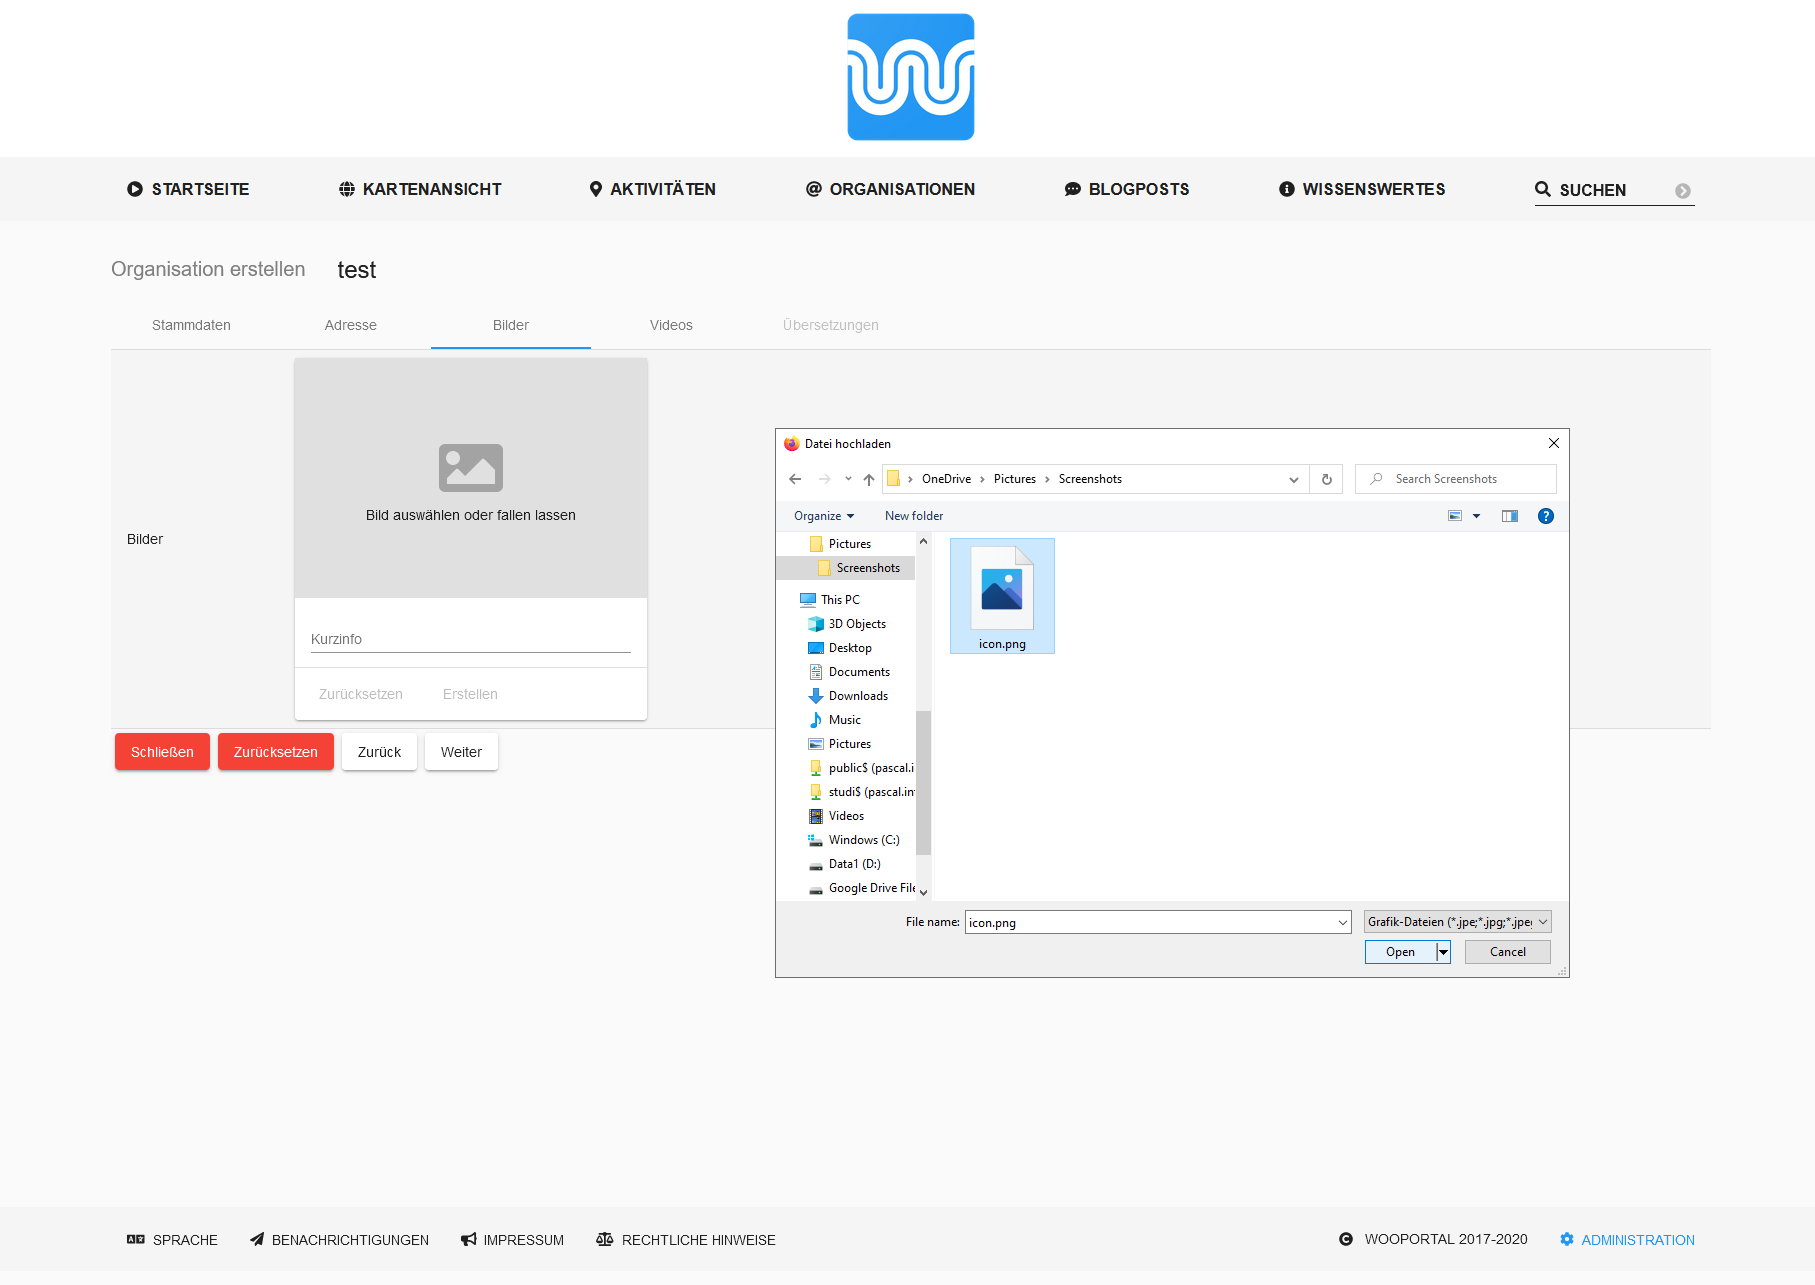 STARTSEITE
KARTENANSICHT
AKTIVITÄTEN
ORGANISATIONEN
BLOGPOSTS
WISSENSWERTES
SUCHEN
Organisation erstellen
test
Stammdaten
Adresse
Bilder
Videos
Übersetzungen
Bilder
Bild auswählen oder fallen lassen
Kurzinfo
Zurücksetzen
Erstellen
Schließen
Zurücksetzen
Zurück
Weiter
Datei hochladen
OneDrive
Pictures
Screenshots
Search Screenshots
Organize
New folder
Pictures
Screenshots
This PC
3D Objects
Desktop
Documents
Downloads
Music
Pictures
public$ (pascal.i
studi$ (pascal.in
Videos
Windows (C:)
Data1 (D:)
Google Drive File
icon.png
File name:
icon.png
Grafik-Dateien (*.jpe;*.jpg;*.jpeg
Open
Cancel
SPRACHE
BENACHRICHTIGUNGEN
IMPRESSUM
RECHTLICHE HINWEISE
WOOPORTAL 2017-2020
ADMINISTRATION